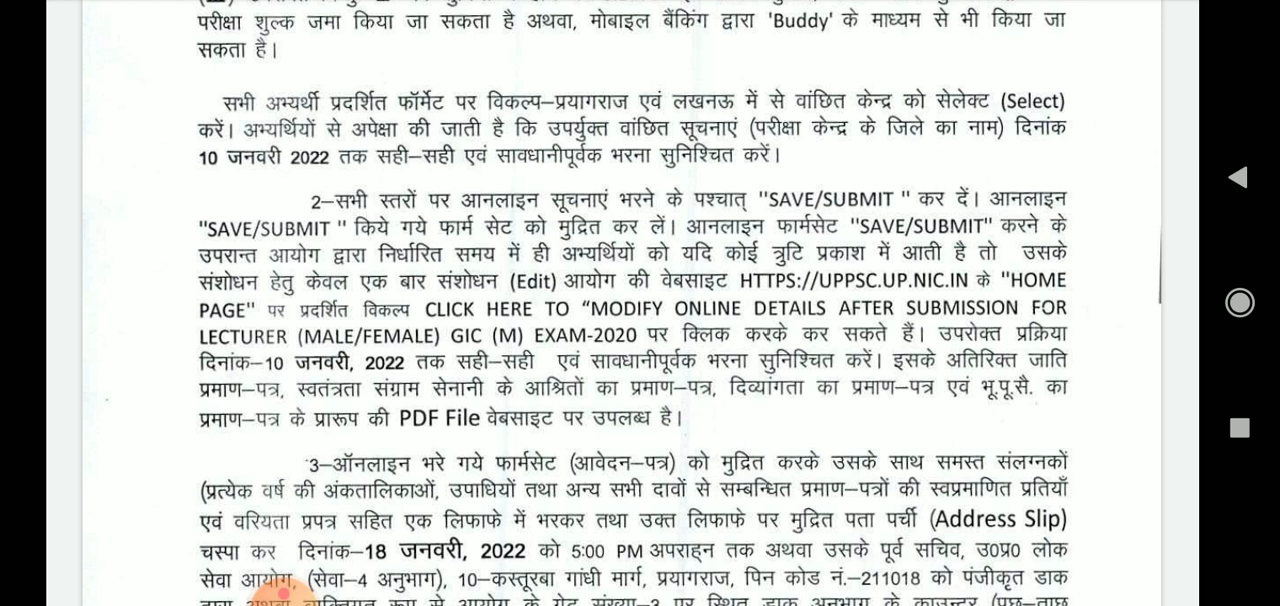 परीक्षा शुल्क जमा किया जा सकता है अथवा, मोबाइल बैंकिंग द्वारा 'Buddy' के माध्यम से भी किया जा
सकता है।
सभी अभ्यर्थी प्रदर्शित फॉर्मेट पर विकल्प–प्रयागराज एवं लखनऊ में से वांछित केन्द्र को सेलेक्ट (Select)
करें। अभ्यर्थियों से अपेक्षा की जाती है कि उपर्युक्त वांछित सूचनाएं (परीक्षा केन्द्र के जिले का नाम) दिनांक
10 जनवरी 2022 तक सही–सही एवं सावधानीपूर्वक भरना सुनिश्चित करें।
2–सभी स्तरों पर आनलाइन सूचनाएं भरने के पश्चात् "SAVE/SUBMIT " कर दें। आनलाइन
"SAVE/SUBMIT " किये गये फार्म सेट को मुद्रित कर लें। आनलाइन फार्मसेट "SAVE/SUBMIT" करने के
उपरान्त आयोग द्वारा निर्धारित समय में ही अभ्यर्थियों को यदि कोई त्रुटि प्रकाश में आती है तो उसके
संशोधन हेतु केवल एक बार संशोधन (Edit) आयोग की वेबसाइट HTTPS://UPPSC.UP.NIC.IN के "HOME
PAGE" पर प्रदर्शित विकल्प CLICK HERE TO “MODIFY ONLINE DETAILS AFTER SUBMISSION FOR
LECTURER (MALE/FEMALE) GIC (M) EXAM-2020 पर क्लिक करके कर सकते हैं। उपरोक्त प्रक्रिया
दिनांक–10 जनवरी, 2022 तक सही–सही एवं सावधानीपूर्वक भरना सुनिश्चित करें। इसके अतिरिक्त जाति
प्रमाण–पत्र, स्वतंत्रता संग्राम सेनानी के आश्रितों का प्रमाण–पत्र, दिव्यांगता का प्रमाण–पत्र एवं भू.पू.सै. का
प्रमाण–पत्र के प्रारूप की PDF File वेबसाइट पर उपलब्ध है।
3–ऑनलाइन भरे गये फार्मसेट (आवेदन–पत्र) को मुद्रित करके उसके साथ समस्त संलग्नकों
(प्रत्येक वर्ष की अंकतालिकाओं, उपाधियों तथा अन्य सभी दावों से सम्बन्धित प्रमाण–पत्रों की स्वप्रमाणित प्रतियाँ
एवं वरियता प्रपत्र सहित एक लिफाफे में भरकर तथा उक्त लिफाफे पर मुद्रित पता पर्ची (Address Slip)
चस्पा कर दिनांक–18 जनवरी, 2022 को 5:00 PM अपराह्न तक अथवा उसके पूर्व सचिव, उ0प्र0 लोक
सेवा आयोग, (सेवा–4 अनुभाग), 10–कस्तूरबा गांधी मार्ग, प्रयागराज, पिन कोड नं.–211018 को पंजीकृत डाक